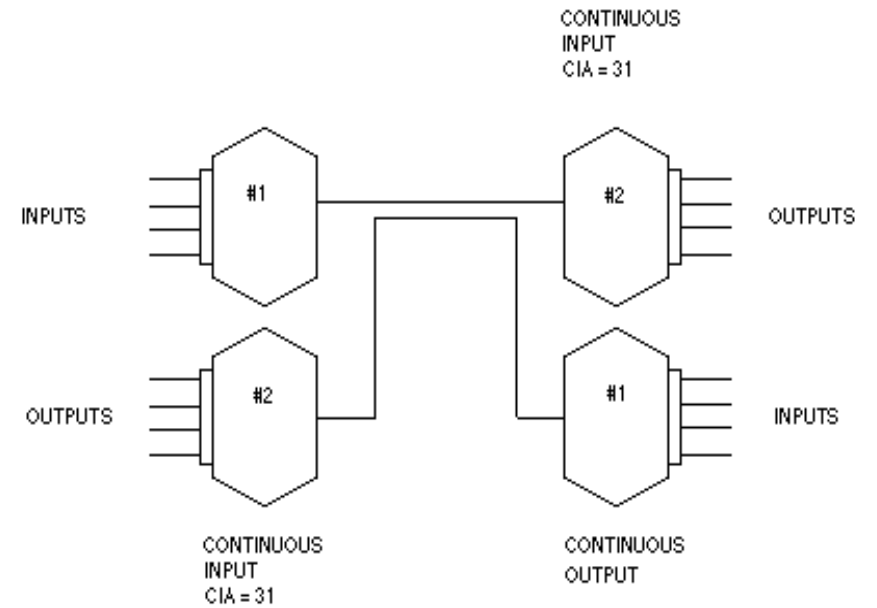 CONTINUOUS
INPUT
CIA = 31
#1
#2
INPUTS
OUTPUTS
#2
#1
OUTPUTS
INPUTS
CONTINUOUS
INPUT
CIA = 31
CONTINUOUS
OUTPUT